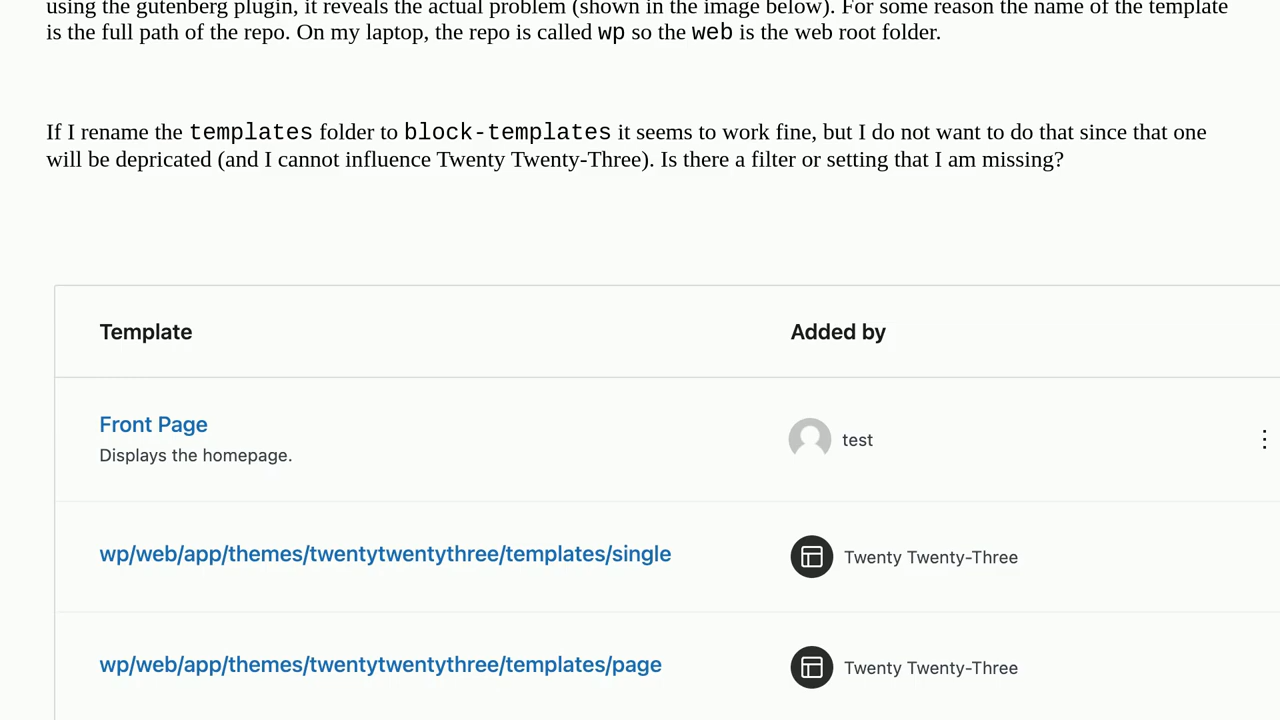 using the gutenberg plugin, it reveals the actual problem (shown in the image below). For some reason the name of the template
is the full path of the repo. On my laptop, the repo is called wp so the web is the web root folder.
If I rename the templates folder to block-templates it seems to work fine, but I do not want to do that since that one
will be depricated (and I cannot influence Twenty Twenty-Three). Is there a filter or setting that I am missing?
Template Added by
Front Page
Displays the homepage.
test
wp/web/app/themes/twentytwentythree/templates/single Twenty Twenty-Three
wp/web/app/themes/twentytwentythree/templates/page Twenty Twenty-Three